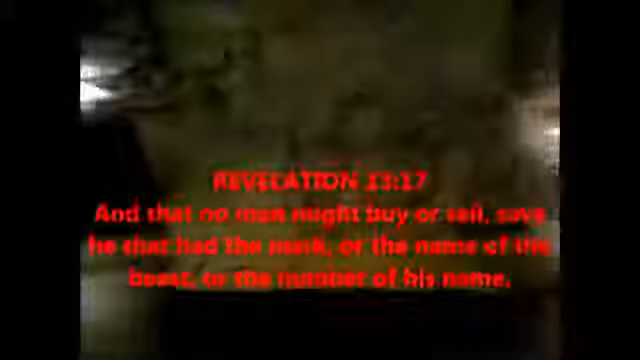 REVELATION 13:17
And that no man might buy or sell, save
he that had the mark, or the name of the
beast, or the number of his name.